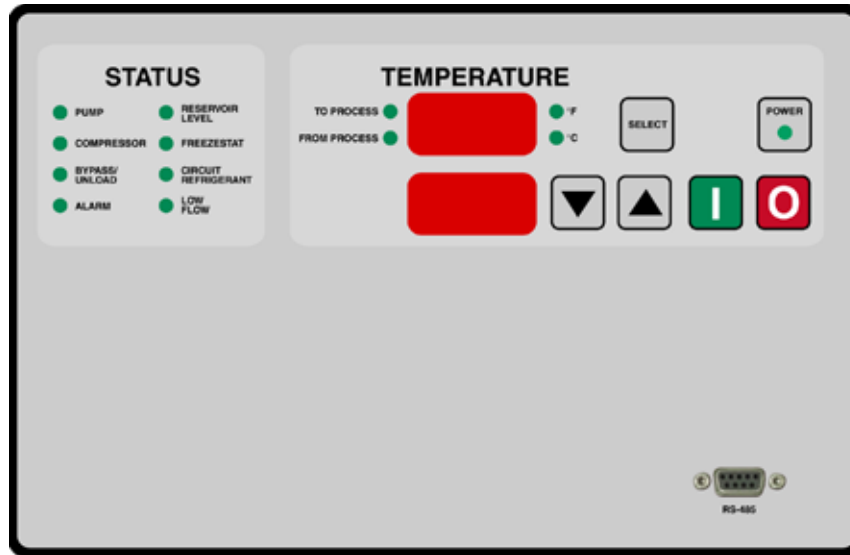 STATUS
PUMP
COMPRESSOR
BYPASS/
UNLOAD
ALARM
RESERVOIR
LEVEL
FREEZESTAT
CIRCUIT
REFRIGERANT
LOW
FLOW
TEMPERATURE
TO PROCESS
FROM PROCESS
°F
°C
SELECT
POWER
I
O
RS-485